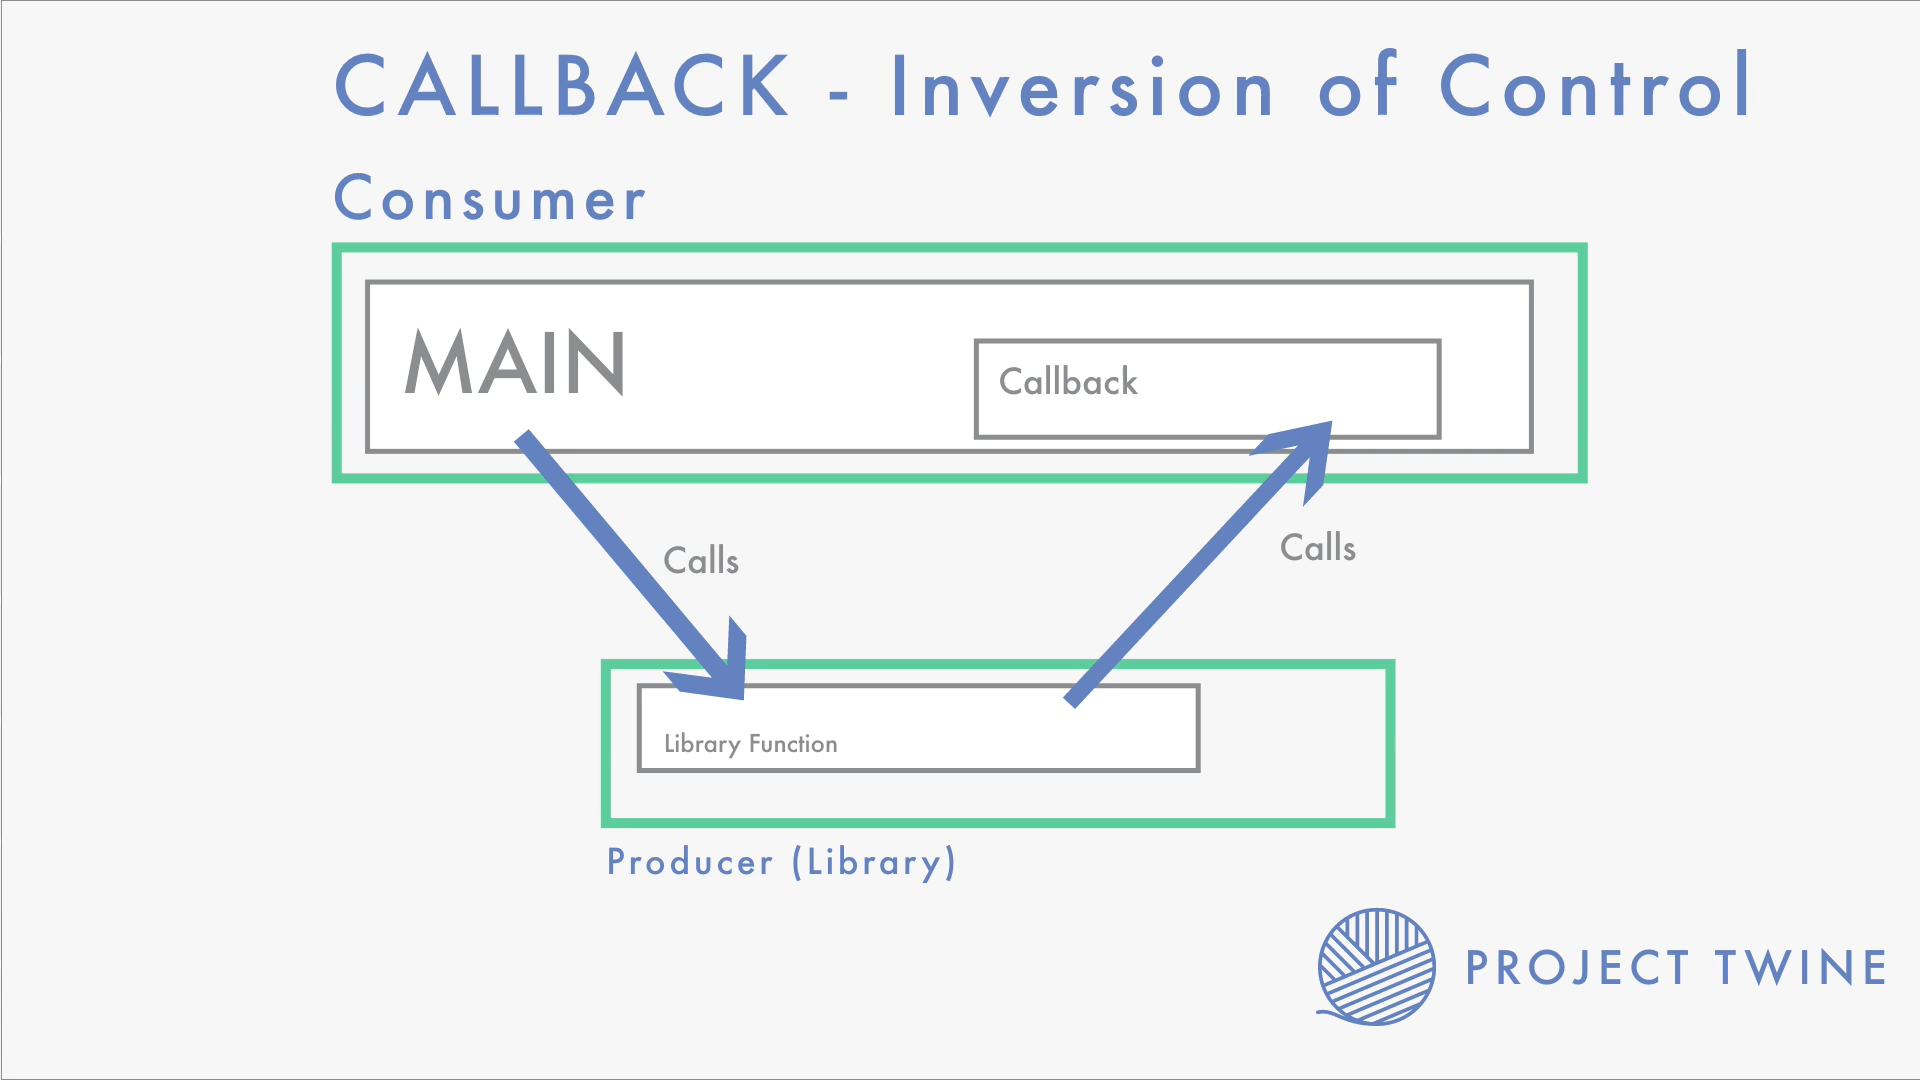 CALLBACK - Inversion of Control
Consumer
MAIN
Callback
Calls
Calls
Library Function
Producer (Library)
PROJECT TWINE